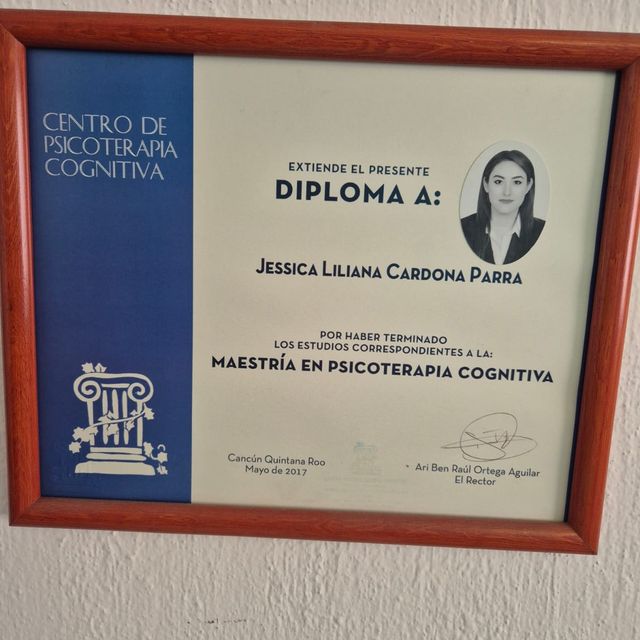 CENTRO DE
PSICOTERAPIA
COGNITIVA
EXTIENDE EL PRESENTE
DIPLOMA A:
JESSICA LILIANA CARDONA PARRA
POR HABER TERMINADO
LOS ESTUDIOS CORRESPONDIENTES A LA:
MAESTRÍA EN PSICOTERAPIA COGNITIVA
Cancún Quintana Roo
Mayo de 2017
Ari Ben Raúl Ortega Aguilar
El Rector